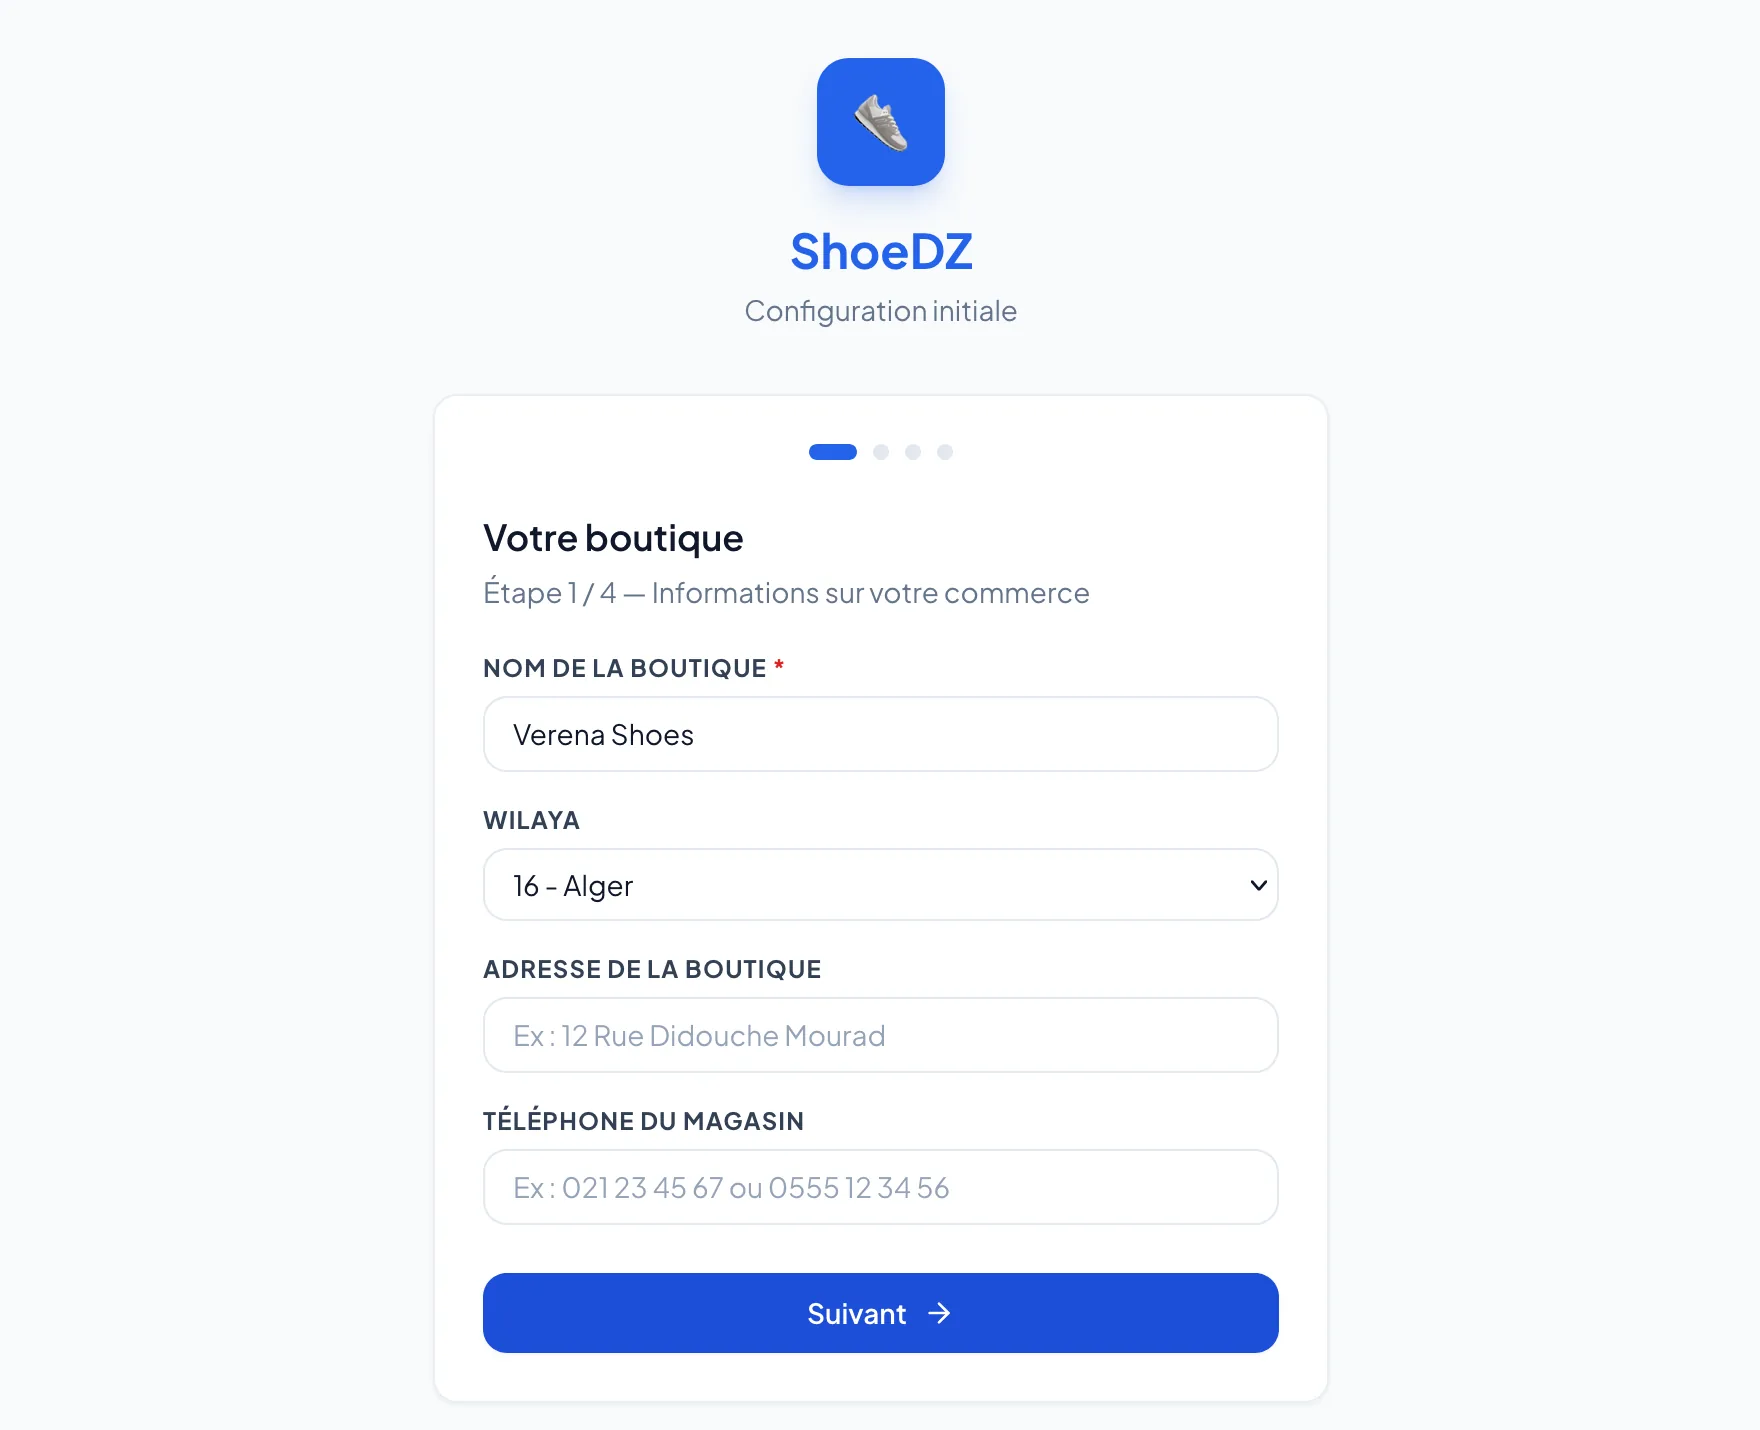 ShoeDZ
Configuration initiale
Votre boutique
Étape 1 / 4 — Informations sur votre commerce
NOM DE LA BOUTIQUE *
Verena Shoes
WILAYA
16 - Alger
ADRESSE DE LA BOUTIQUE
Ex : 12 Rue Didouche Mourad
TÉLÉPHONE DU MAGASIN
Ex : 021 23 45 67 ou 0555 12 34 56
Suivant →